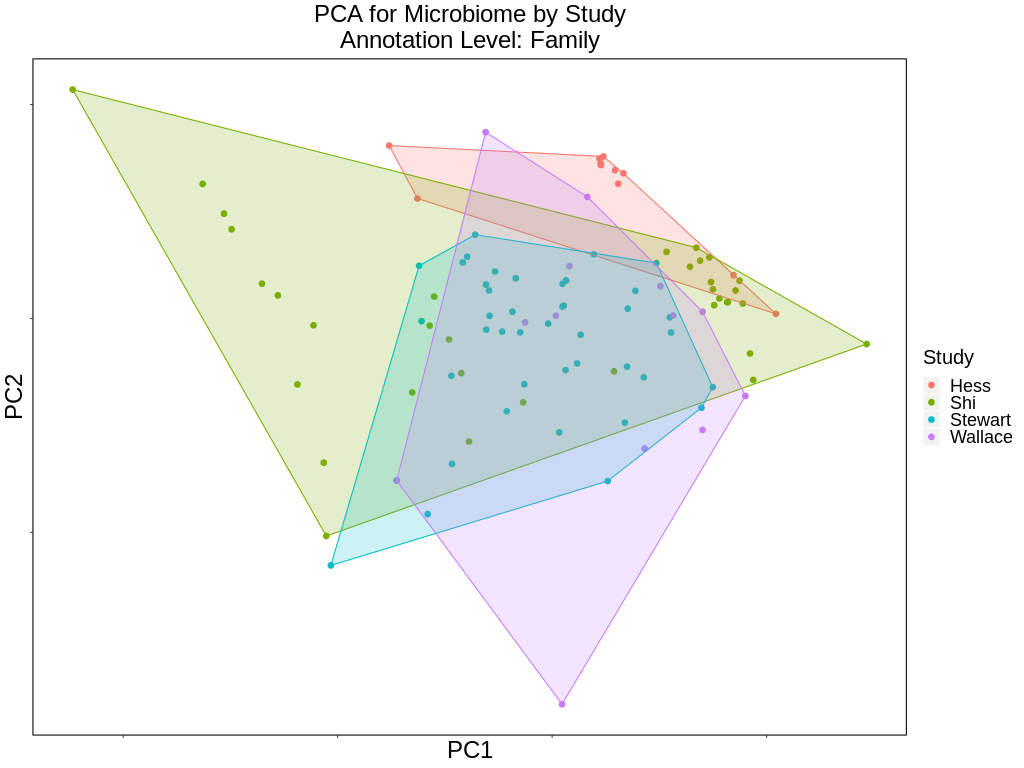 PCA for Microbiome by Study
Annotation Level: Family
PC2
PC1
Study
Hess
Shi
Stewart
Wallace